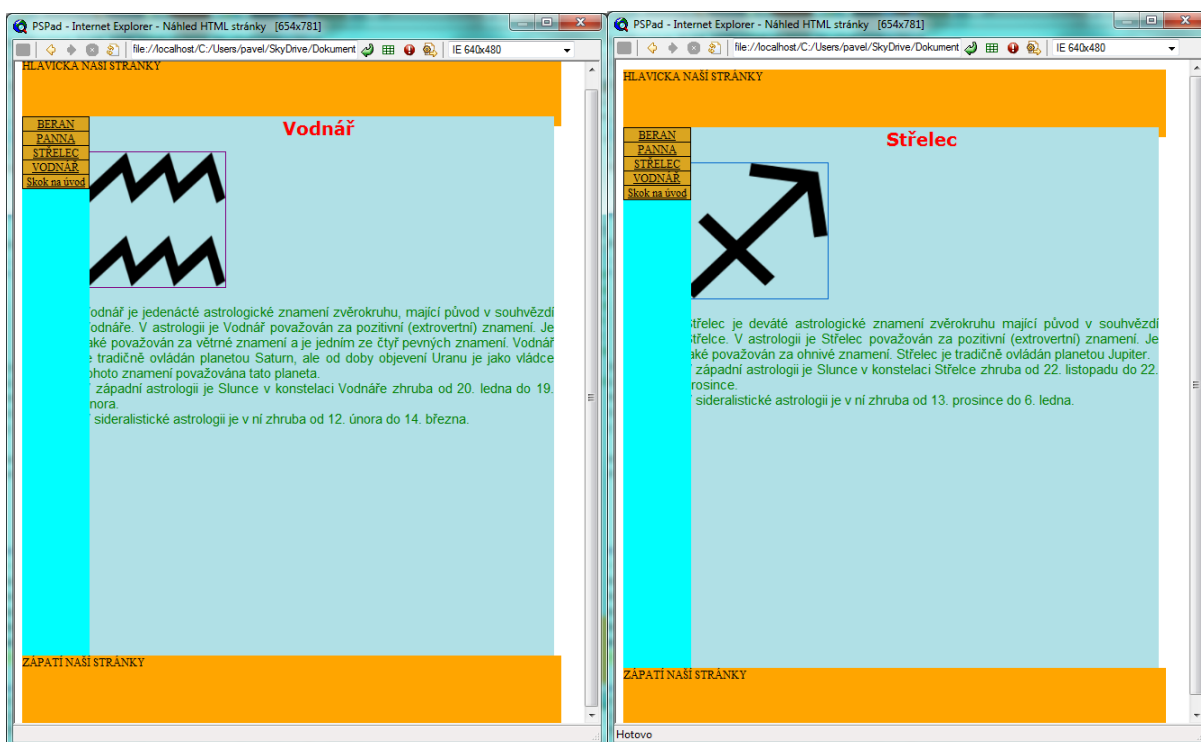 PSPad - Internet Explorer - Náhled HTML stránky [654x781]
file://localhost/C:/Users/pavel/SkyDrive/Dokument
IE 640x480
HLAVICKA NAŠÍ STRÁNKY
BERAN
PANNA
STŘELEC
VODNÁŘ
Skok na úvod
Vodnář
odnář je jedenácté astrologické znamení zvěrokruhu, mající původ v souhvězdí
odnáře. V astrologii je Vodnář považován za pozitivní (extrovertní) znamení. Je
aké považován za větrné znamení a je jedním ze čtyř pevných znamení. Vodnář
e tradičně ovládán planetou Saturn, ale od doby objevení Uranu je jako vládce
ohoto znamení považována tato planeta.
západní astrologii je Slunce v konstelaci Vodnáře zhruba od 20. ledna do 19.
nora.
sideralistické astrologii je v ní zhruba od 12. února do 14. března.
ZÁPATÍ NAŠÍ STRÁNKY
PSPad - Internet Explorer - Náhled HTML stránky [654x781]
file://localhost/C:/Users/pavel/SkyDrive/Dokument
IE 640x480
HLAVICKA NAŠÍ STRÁNKY
BERAN
PANNA
STŘELEC
VODNÁŘ
Skok na úvod
Střelec
třelec je deváté astrologické znamení zvěrokruhu mající původ v souhvězdí
třelce. V astrologii je Střelec považován za pozitivní (extrovertní) znamení. Je
aké považován za ohnivé znamení. Střelec je tradičně ovládán planetou Jupiter.
západní astrologii je Slunce v konstelaci Střelce zhruba od 22. listopadu do 22.
rosince.
sideralistické astrologii je v ní zhruba od 13. prosince do 6. ledna.
ZÁPATÍ NAŠÍ STRÁNKY
Hotovo